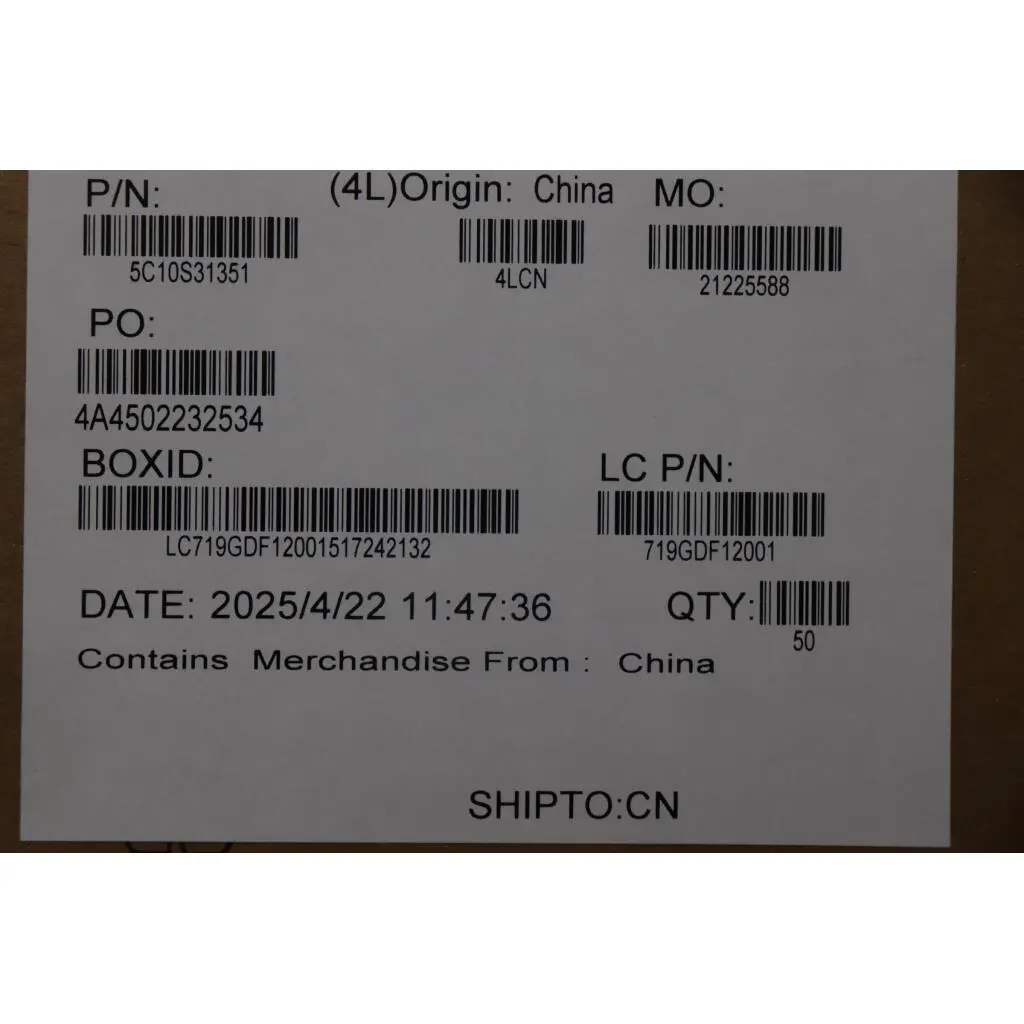 P/N: (4L)Origin: China MO:
5C10S31351 4LCN 21225588
PO:
4A4502232534
BOXID: LC P/N:
LC719GDF12001517242132 719GDF12001
DATE: 2025/4/22 11:47:36 QTY:
50
Contains Merchandise From : China
SHIPTO:CN